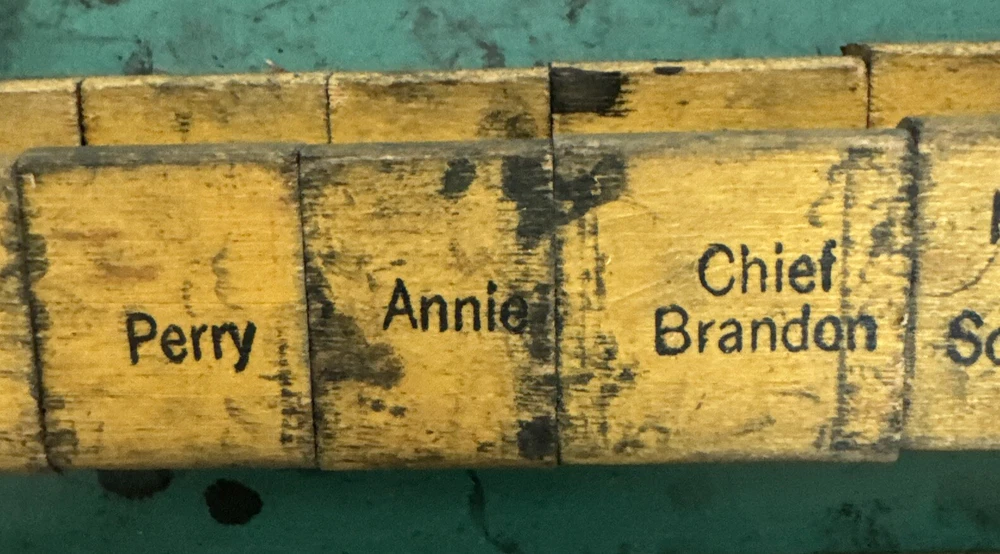 Perry
Annie
Chief
Brandon